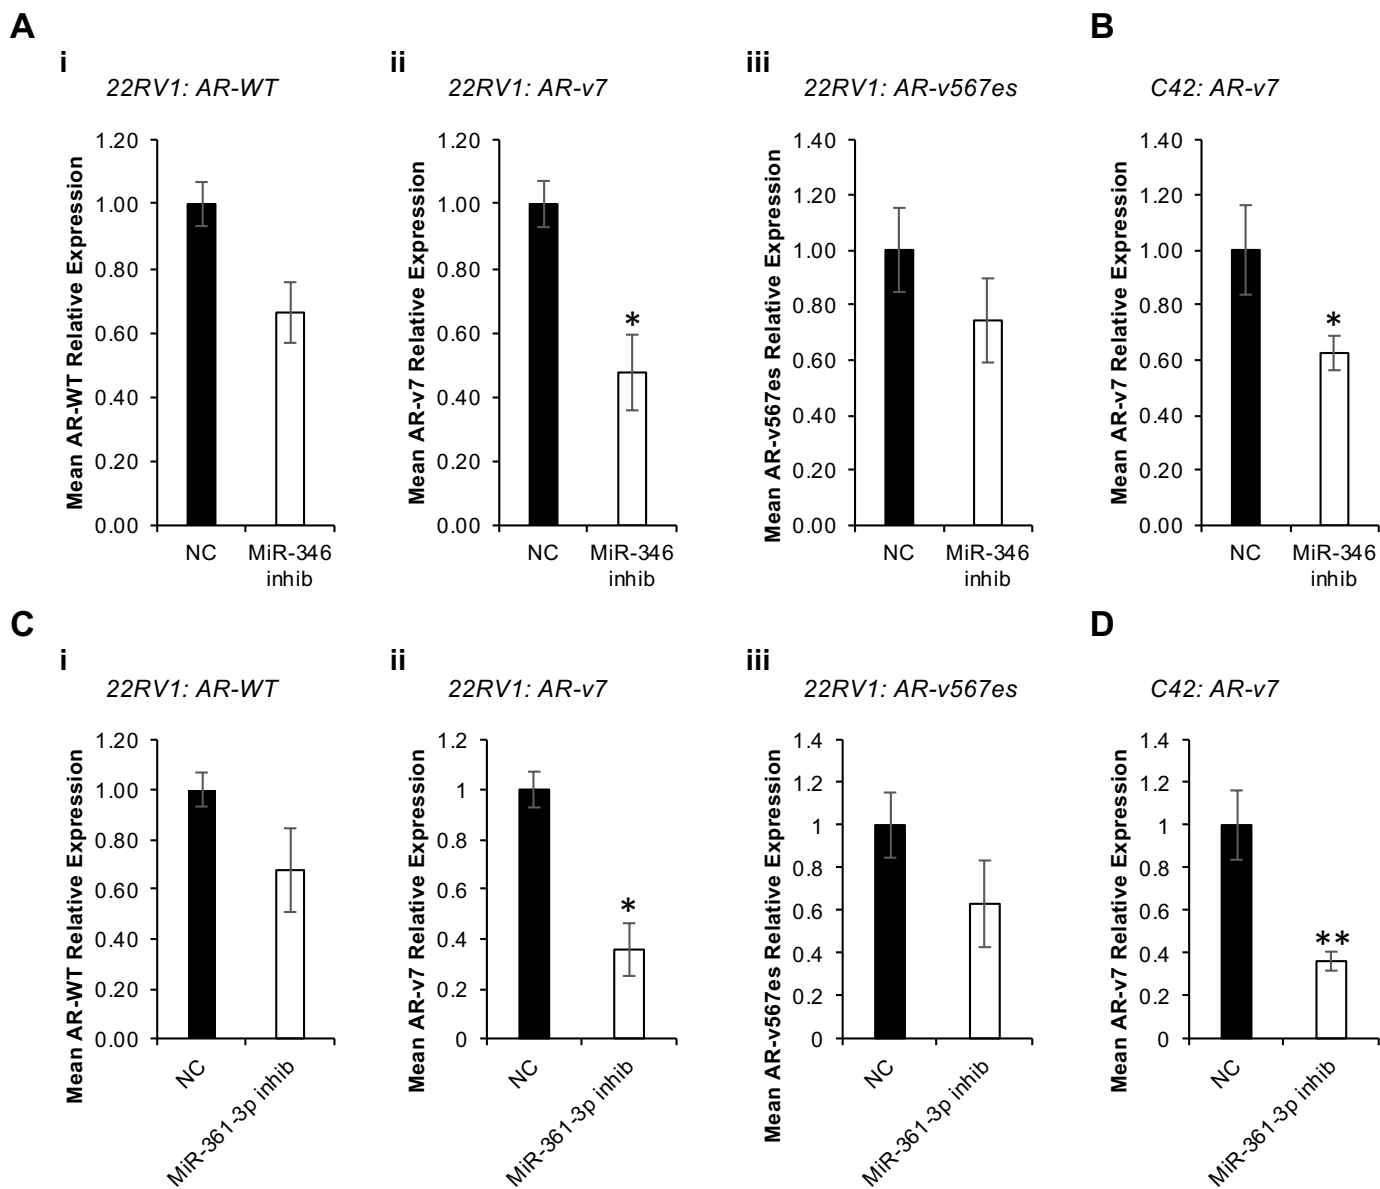 A
B
i
ii
iii
22RV1: AR-WT
22RV1: AR-v7
22RV1: AR-v567es
C42: AR-v7
Mean AR-WT Relative Expression
1.20
1.00
0.80
0.60
0.40
0.20
0.00
NC
MiR-346
inhib
Mean AR-v7 Relative Expression
1.20
1.00
0.80
0.60
0.40
0.20
0.00
*
NC
MiR-346
inhib
Mean AR-v567es Relative Expression
1.40
1.20
1.00
0.80
0.60
0.40
0.20
0.00
NC
MiR-346
inhib
Mean AR-v7 Relative Expression
1.40
1.20
1.00
0.80
0.60
0.40
0.20
0.00
*
NC
MiR-346
inhib
C
D
i
ii
iii
22RV1: AR-WT
22RV1: AR-v7
22RV1: AR-v567es
C42: AR-v7
Mean AR-WT Relative Expression
1.20
1.00
0.80
0.60
0.40
0.20
0.00
NC
MiR-361-3p inhib
Mean AR-v7 Relative Expression
1.2
1
0.8
0.6
0.4
0.2
0
*
NC
MiR-361-3p inhib
Mean AR-v567es Relative Expression
1.4
1.2
1
0.8
0.6
0.4
0.2
0
NC
MiR-361-3p inhib
Mean AR-v7 Relative Expression
1.4
1.2
1
0.8
0.6
0.4
0.2
0
**
NC
MiR-361-3p inhib